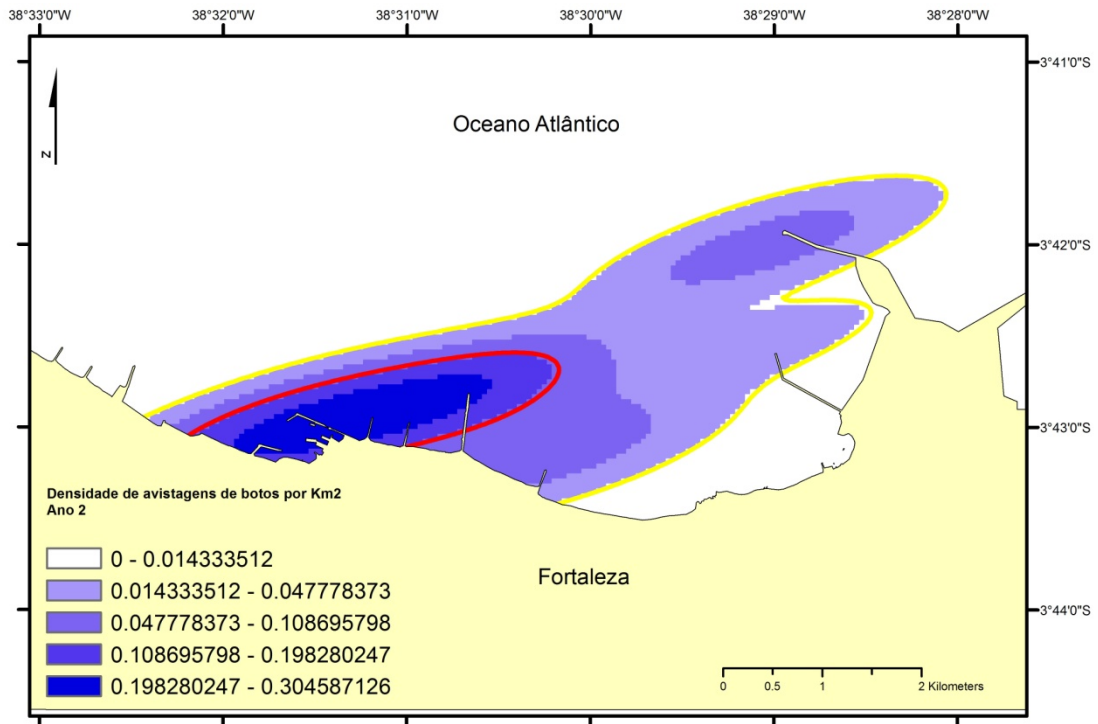 38°33'0"W 38°32'0"W 38°31'0"W 38°30'0"W 38°29'0"W 38°28'0"W
3°41'0"S
Oceano Atlântico
N
3°42'0"S
3°43'0"S
Densidade de avistagens de botos por Km2
Ano 2
0 - 0.014333512
Fortaleza
0.014333512 - 0.047778373
3°44'0"S
0.047778373 - 0.108695798
0.108695798 - 0.198280247
0.198280247 - 0.304587126
0 0.5 1 2 Kilometers